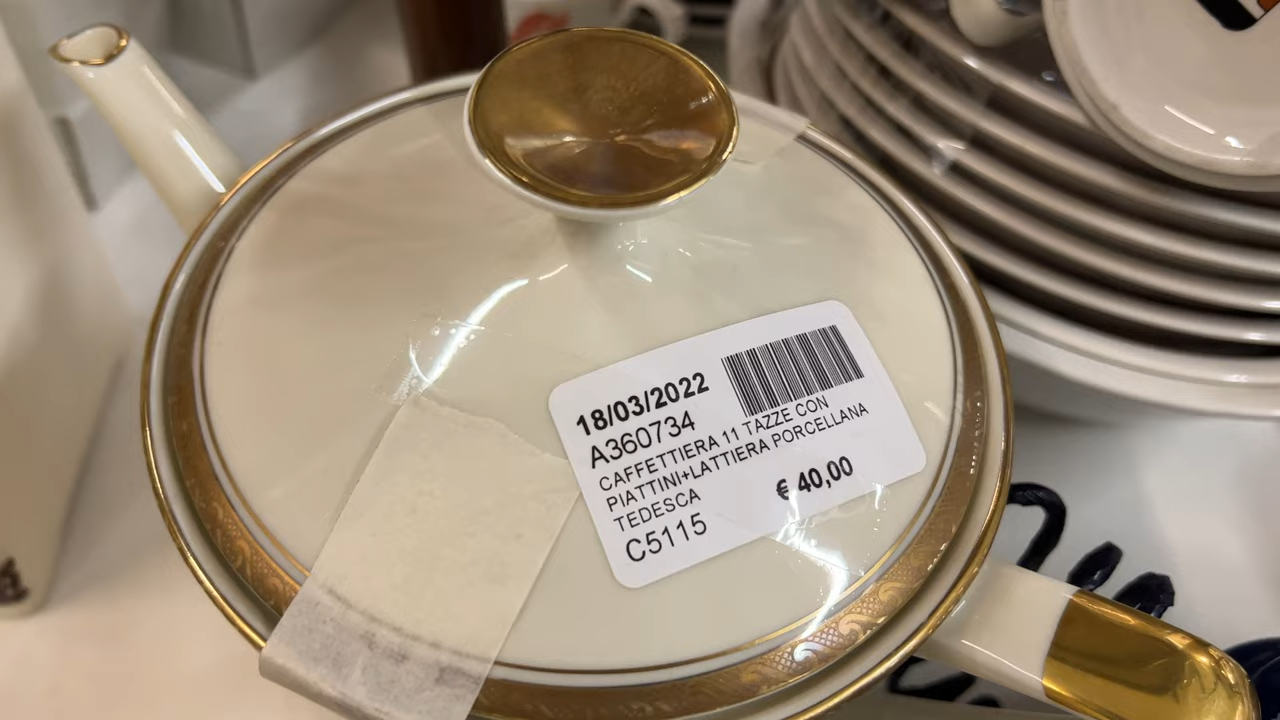 18/03/2022
A360734
CAFFETTIERA 11 TAZZE CON
PIATTINI+LATTIERA PORCELLANA
TEDESCA
€ 40,00
C5115